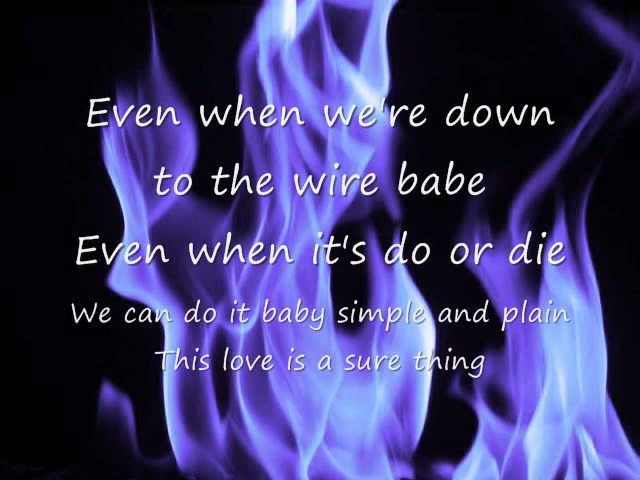 Even when we're down
to the wire babe
Even when it's do or die
We can do it baby simple and plain
This love is a sure thing